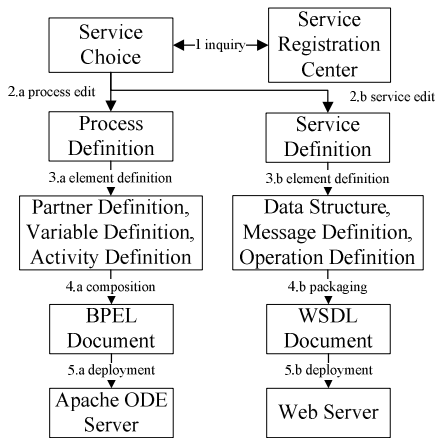 Service
Choice
1 inquiry
Service
Registration
Center
2.a process edit
2.b service edit
Process
Definition
Service
Definition
3.a element definition
3.b element definition
Partner Definition,
Variable Definition,
Activity Definition
Data Structure,
Message Definition,
Operation Definition
4.a composition
4.b packaging
BPEL
Document
WSDL
Document
5.a deployment
5.b deployment
Apache ODE
Server
Web Server